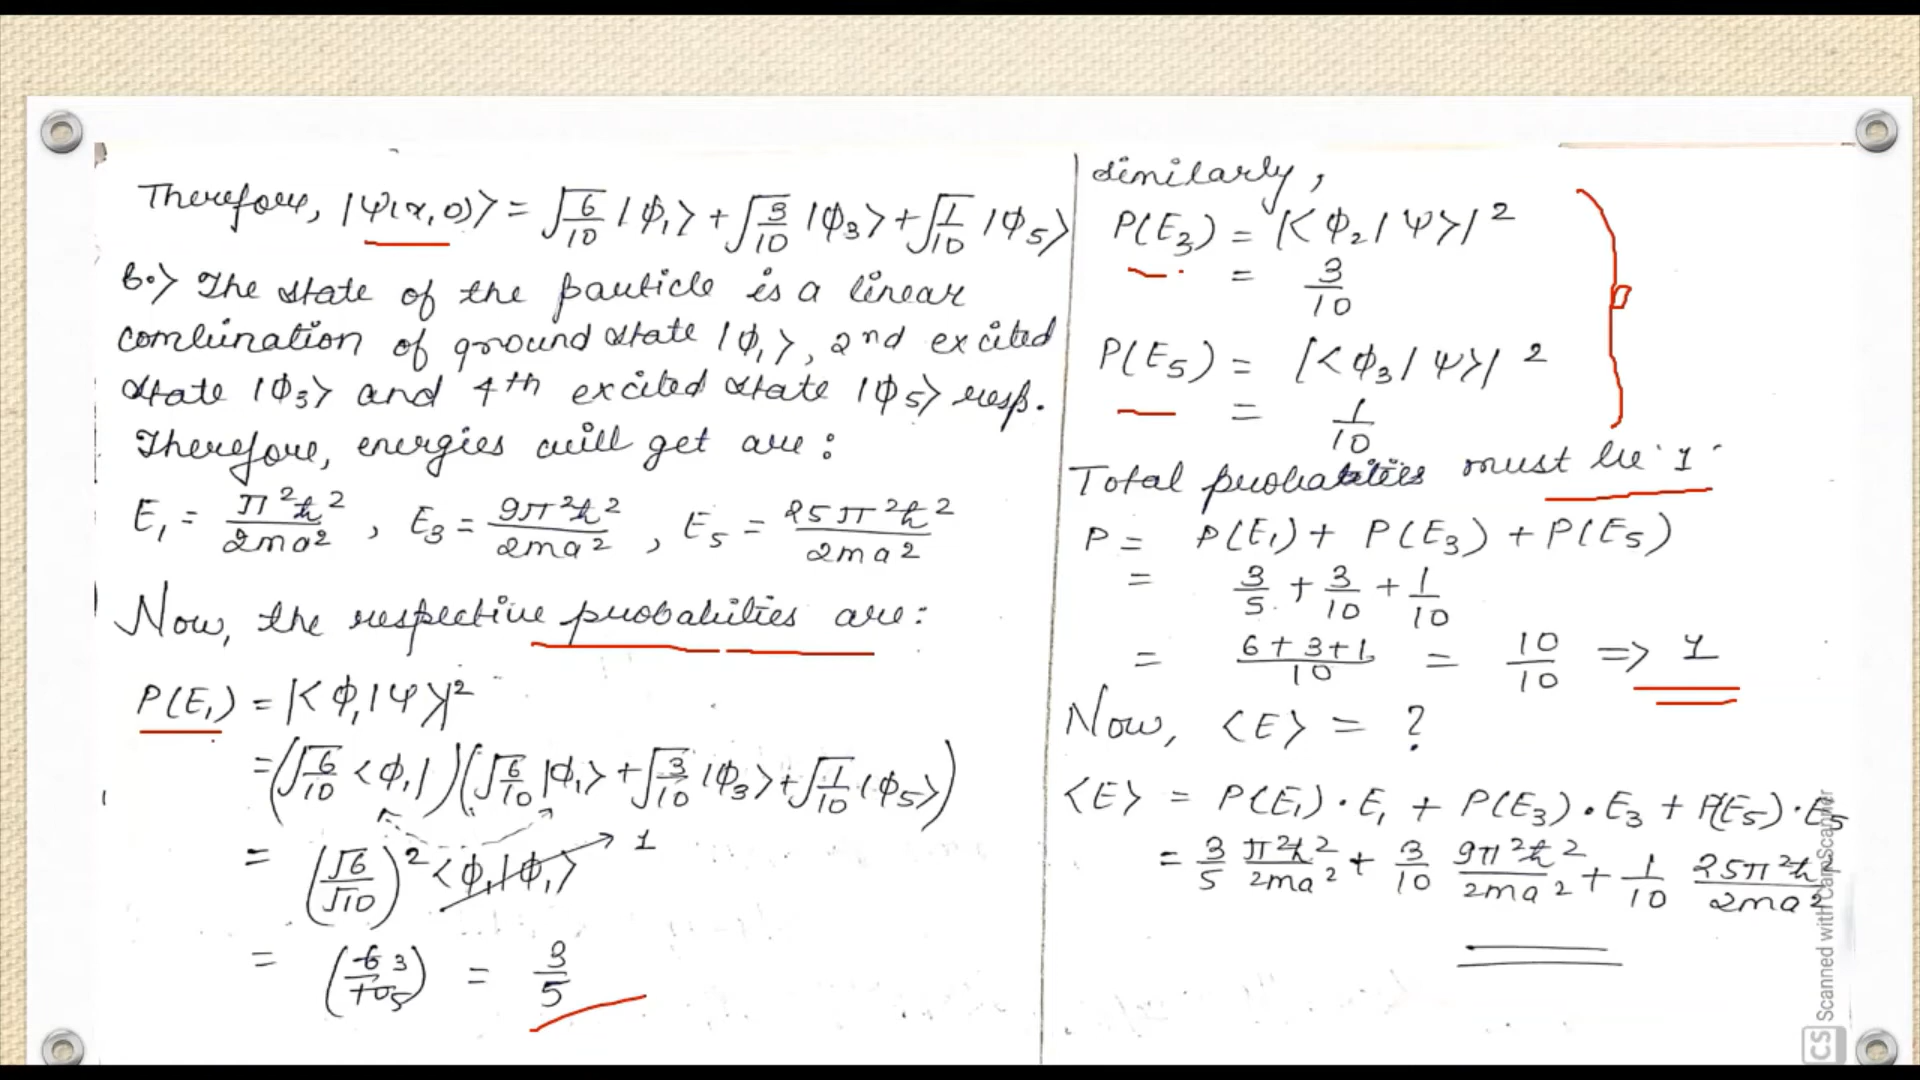 Therefore, |ψ(x,0)⟩ = √6/10 |ϕ₁⟩ + √3/10 |ϕ₃⟩ + √1/10 |ϕ₅⟩
b.⟩ The state of the particle is a linear
combination of ground state |ϕ₁⟩, 2nd excited
state |ϕ₃⟩ and 4th excited state |ϕ₅⟩ resp.
Therefore, energies will get are:
E₁ = π²ħ²/2ma², E₃ = 9π²ħ²/2ma², E₅ = 25π²ħ²/2ma²
Now, the respective probabilities are:
P(E₁) = |⟨ϕ₁|ψ⟩|²
= (√6/10 ⟨ϕ₁|)(√6/10 |ϕ₁⟩ + √3/10 |ϕ₃⟩ + √1/10 |ϕ₅⟩)
= (√6/√10)² ⟨ϕ₁|ϕ₁⟩ → 1
= (6 3/10 5) = 3/5
similarly,
P(E₃) = |⟨ϕ₂|ψ⟩|²
= 3/10
P(E₅) = |⟨ϕ₃|ψ⟩|²
= 1/10
Total probabilities must be 1.
P = P(E₁) + P(E₃) + P(E₅)
= 3/5 + 3/10 + 1/10
= 6+3+1/10 = 10/10 => 1
Now, ⟨E⟩ = ?
⟨E⟩ = P(E₁)·E₁ + P(E₃)·E₃ + P(E₅)·E₅
= 3/5 π²ħ²/2ma² + 3/10 9π²ħ²/2ma² + 1/10 25π²ħ²/2ma²
CS Scanned with CamScanner